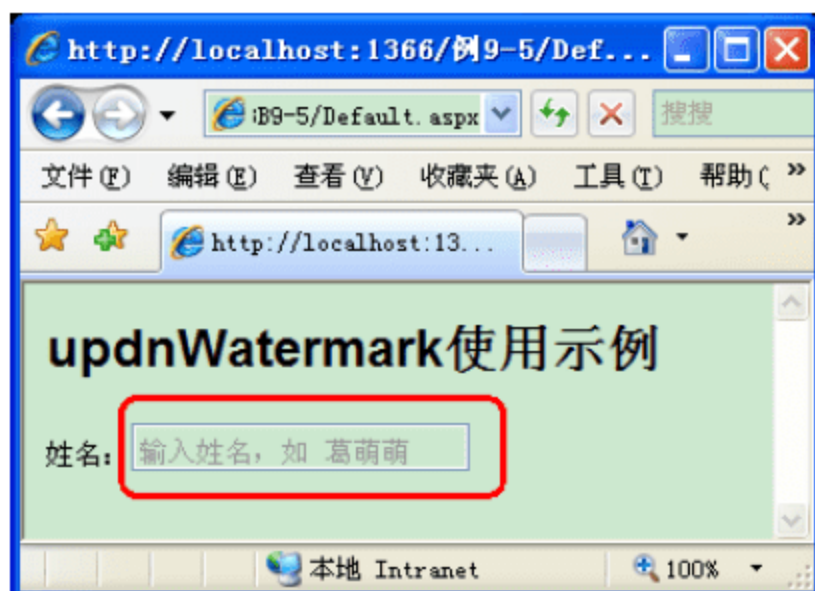 http://localhost:1366/例9-5/Def...
:B9-5/Default.aspx 搜搜
文件(F) 编辑(E) 查看(V) 收藏夹(A) 工具(T) 帮助( »
http://localhost:13... »
updnWatermark使用示例
姓名: 输入姓名, 如 葛萌萌
本地 Intranet 100%